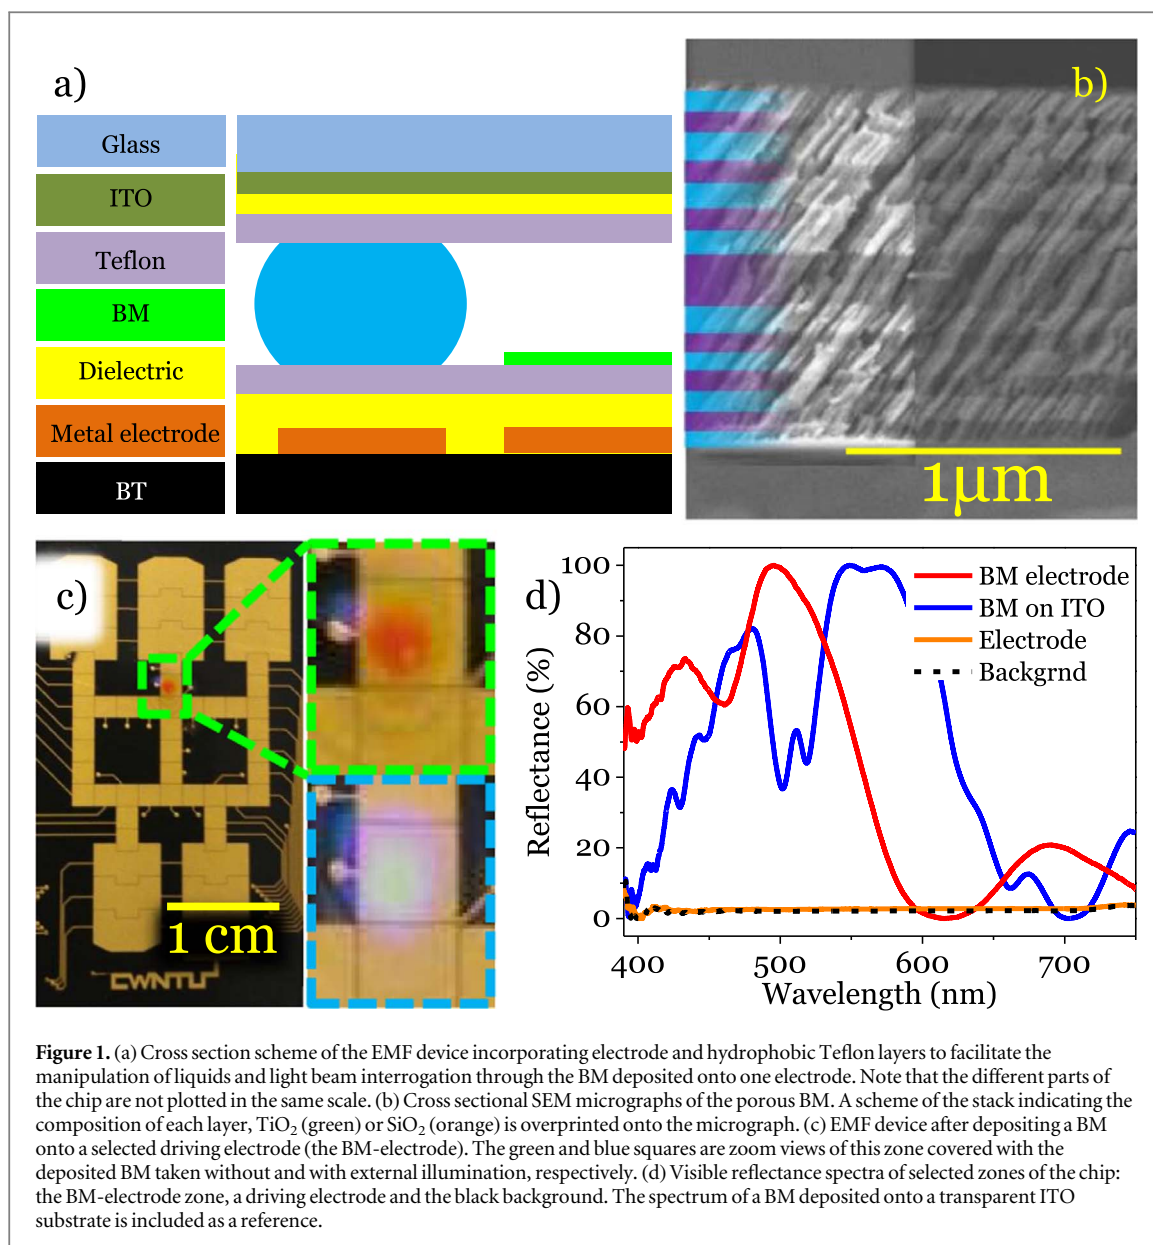 a)
Glass
ITO
Teflon
BM
Dielectric
Metal electrode
BT
b)
1µm
c)
1 cm
CWNTU
d)
BM electrode
BM on ITO
Electrode
Backgrnd
100
80
60
40
20
0
Reflectance (%)
400 500 600 700
Wavelength (nm)
Figure 1. (a) Cross section scheme of the EMF device incorporating electrode and hydrophobic Teflon layers to facilitate the
manipulation of liquids and light beam interrogation through the BM deposited onto one electrode. Note that the different parts of
the chip are not plotted in the same scale. (b) Cross sectional SEM micrographs of the porous BM. A scheme of the stack indicating the
composition of each layer, TiO₂ (green) or SiO₂ (orange) is overprinted onto the micrograph. (c) EMF device after depositing a BM
onto a selected driving electrode (the BM-electrode). The green and blue squares are zoom views of this zone covered with the
deposited BM taken without and with external illumination, respectively. (d) Visible reflectance spectra of selected zones of the chip:
the BM-electrode zone, a driving electrode and the black background. The spectrum of a BM deposited onto a transparent ITO
substrate is included as a reference.